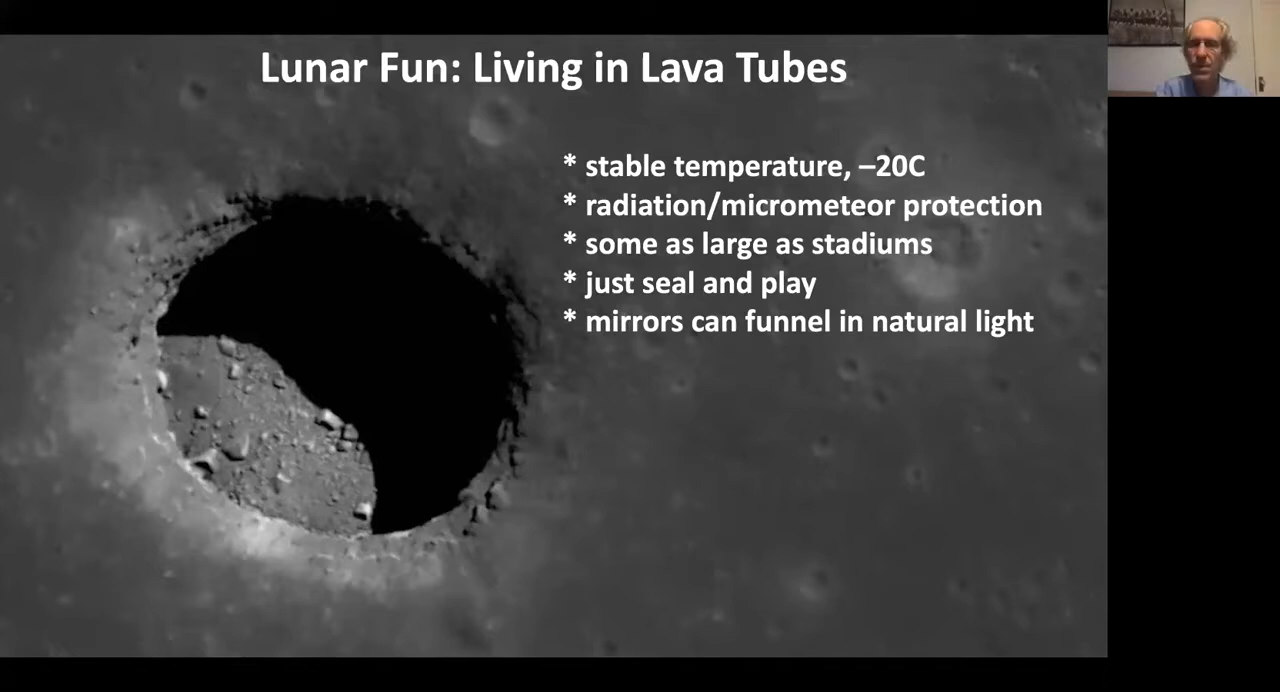 Lunar Fun: Living in Lava Tubes
* stable temperature, –20C
* radiation/micrometeor protection
* some as large as stadiums
* just seal and play
* mirrors can funnel in natural light